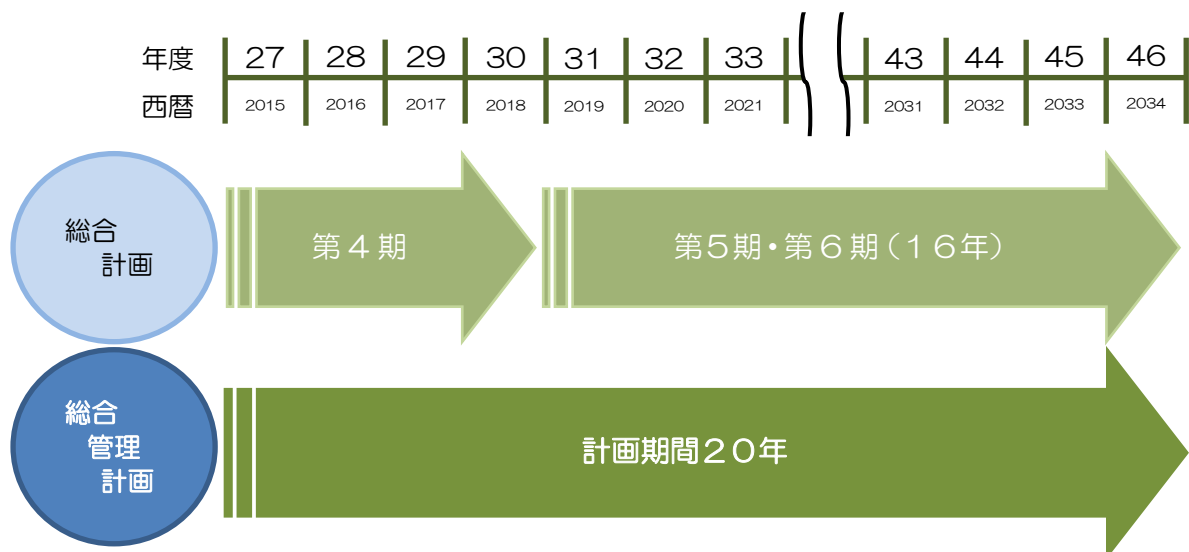 年度 27 28 29 30 31 32 33 43 44 45 46
西暦 2015 2016 2017 2018 2019 2020 2021 2031 2032 2033 2034
総合
計画
第４期
第５期・第６期（１６年）
総合
管理
計画
計画期間２０年